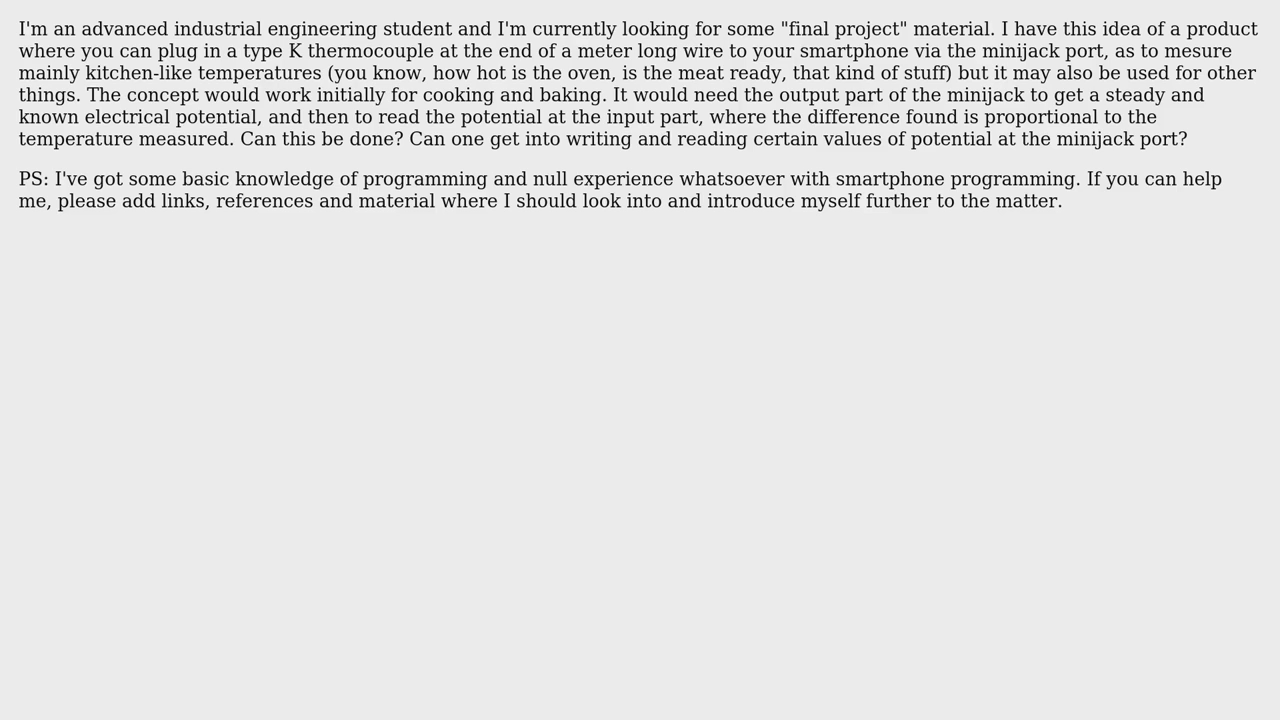 I'm an advanced industrial engineering student and I'm currently looking for some "final project" material. I have this idea of a product
where you can plug in a type K thermocouple at the end of a meter long wire to your smartphone via the minijack port, as to mesure
mainly kitchen-like temperatures (you know, how hot is the oven, is the meat ready, that kind of stuff) but it may also be used for other
things. The concept would work initially for cooking and baking. It would need the output part of the minijack to get a steady and
known electrical potential, and then to read the potential at the input part, where the difference found is proportional to the
temperature measured. Can this be done? Can one get into writing and reading certain values of potential at the minijack port?
PS: I've got some basic knowledge of programming and null experience whatsoever with smartphone programming. If you can help
me, please add links, references and material where I should look into and introduce myself further to the matter.